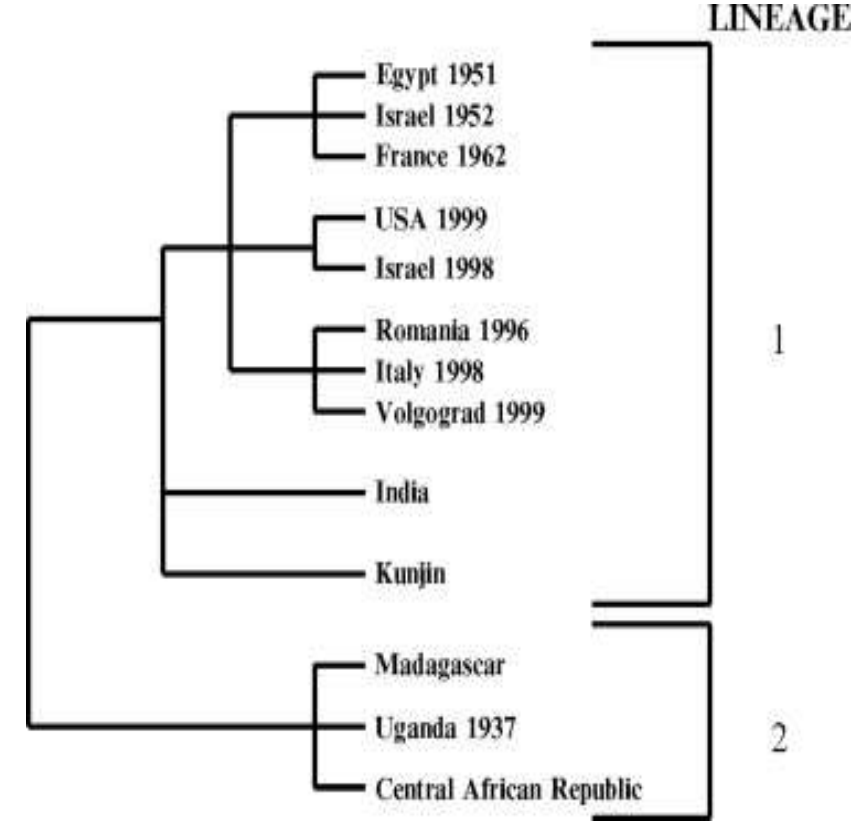 LINEAGE
Egypt 1951
Israel 1952
France 1962
USA 1999
Israel 1998
Romania 1996
1
Italy 1998
Volgograd 1999
India
Kunjin
Madagascar
Uganda 1937
2
Central African Republic